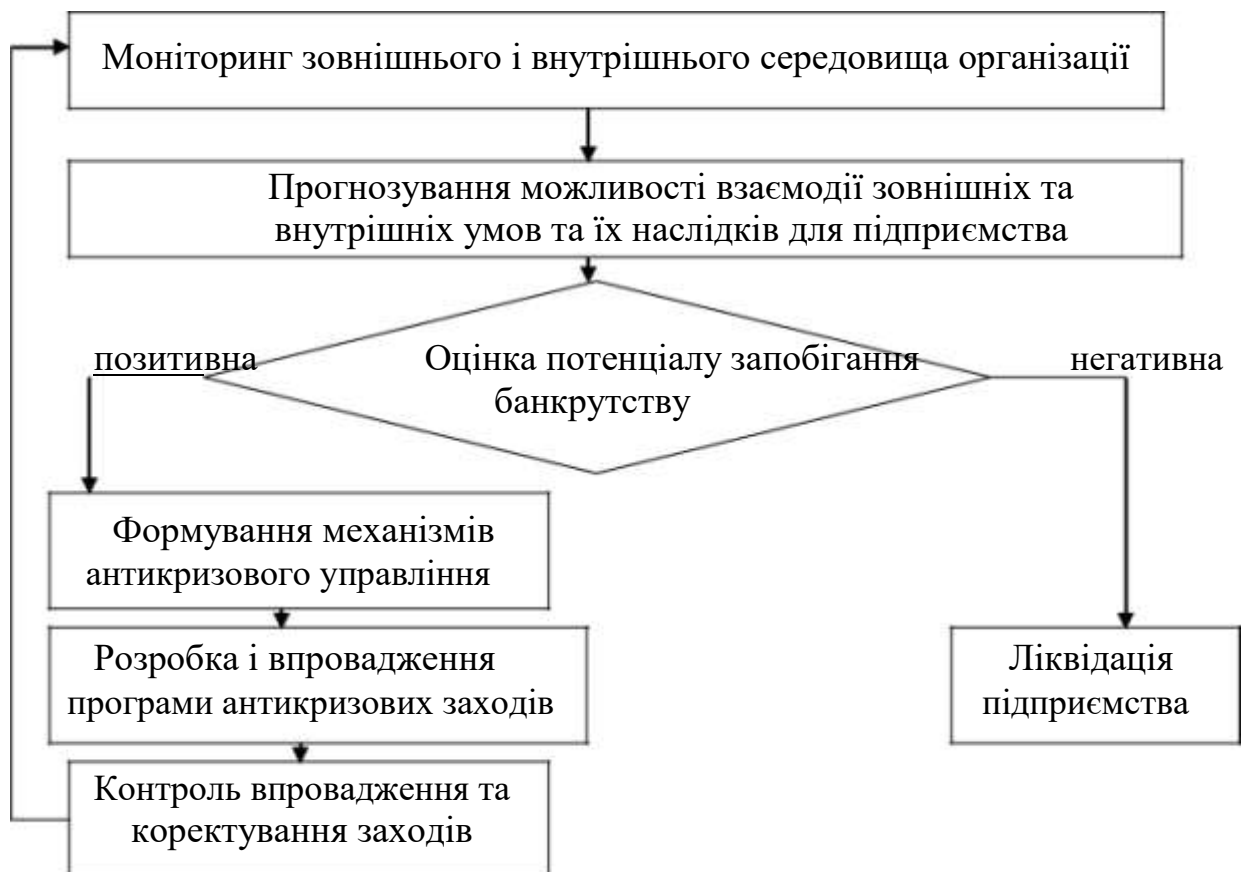 Моніторинг зовнішнього і внутрішнього середовища організації
Прогнозування можливості взаємодії зовнішніх та
внутрішніх умов та їх наслідків для підприємства
позитивна
Оцінка потенціалу запобігання
банкрутству
негативна
Формування механізмів
антикризового управління
Розробка і впровадження
програми антикризових заходів
Ліквідація
підприємства
Контроль впровадження та
коректування заходів